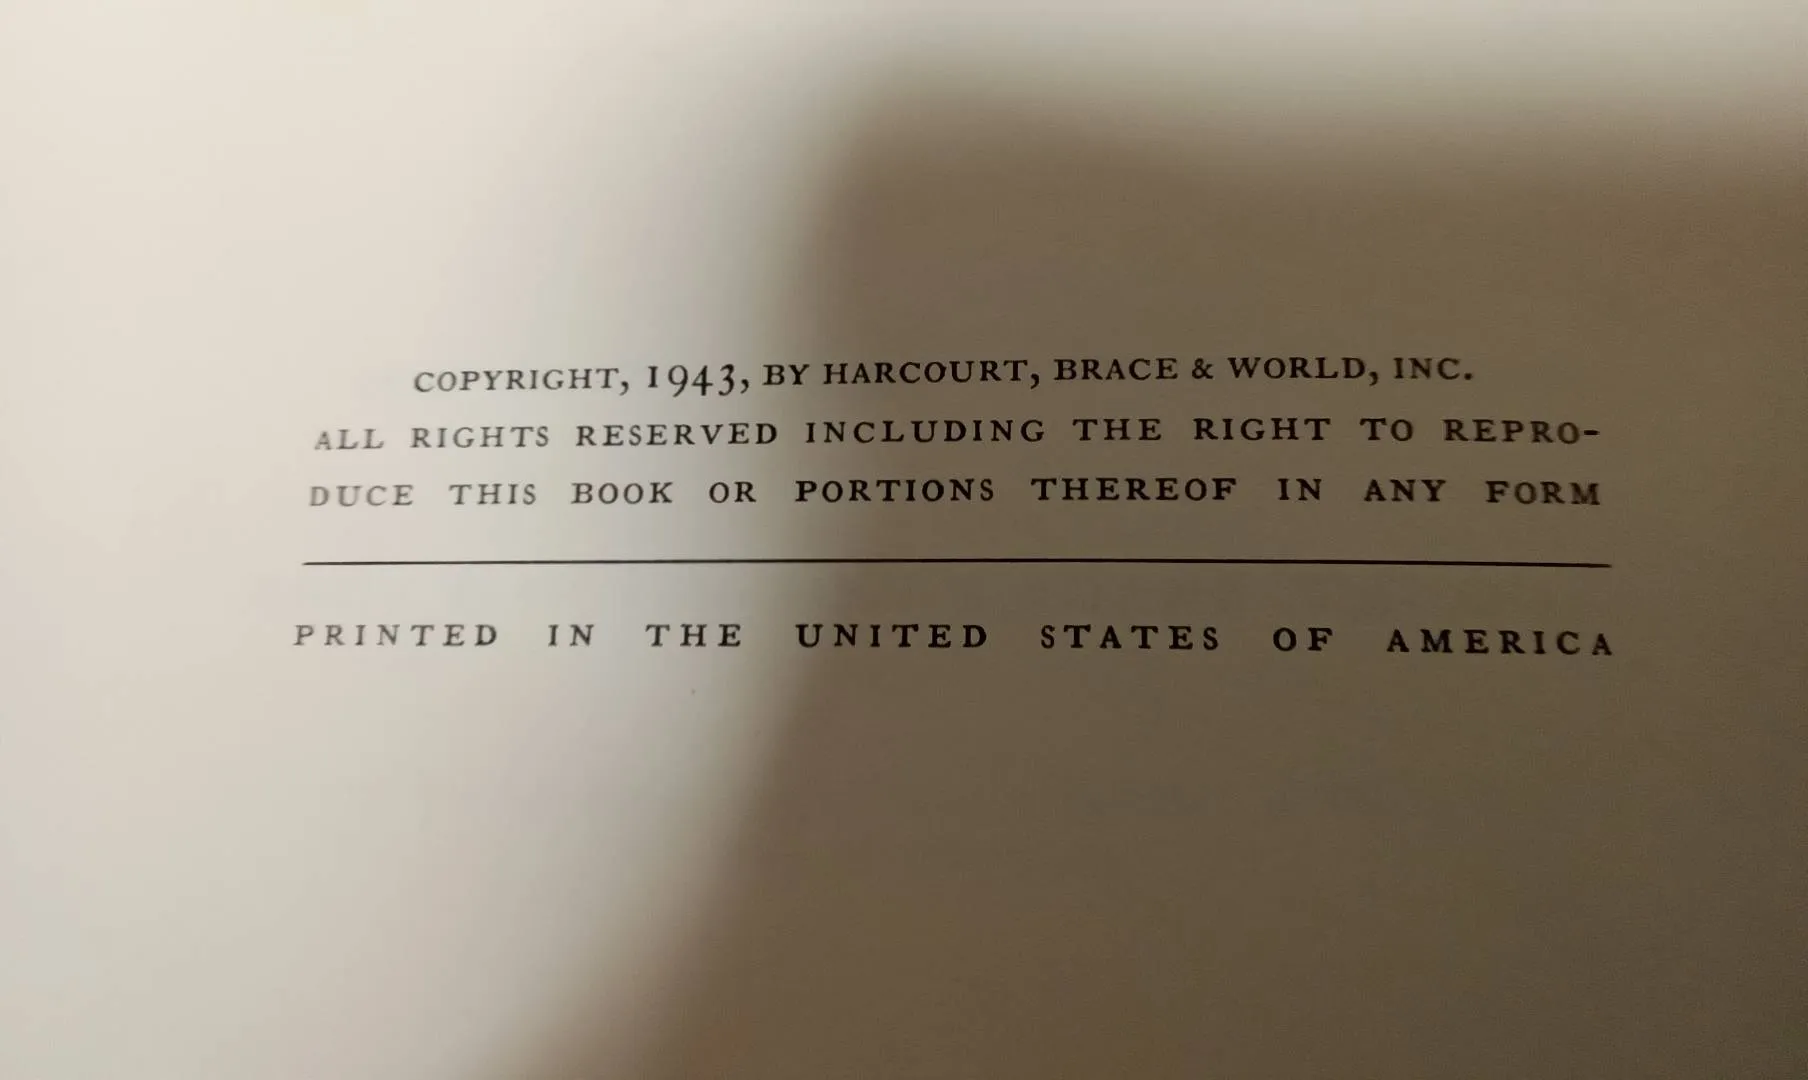 COPYRIGHT, 1943, BY HARCOURT, BRACE & WORLD, INC.
ALL RIGHTS RESERVED INCLUDING THE RIGHT TO REPRO-
DUCE THIS BOOK OR PORTIONS THEREOF IN ANY FORM
PRINTED IN THE UNITED STATES OF AMERICA